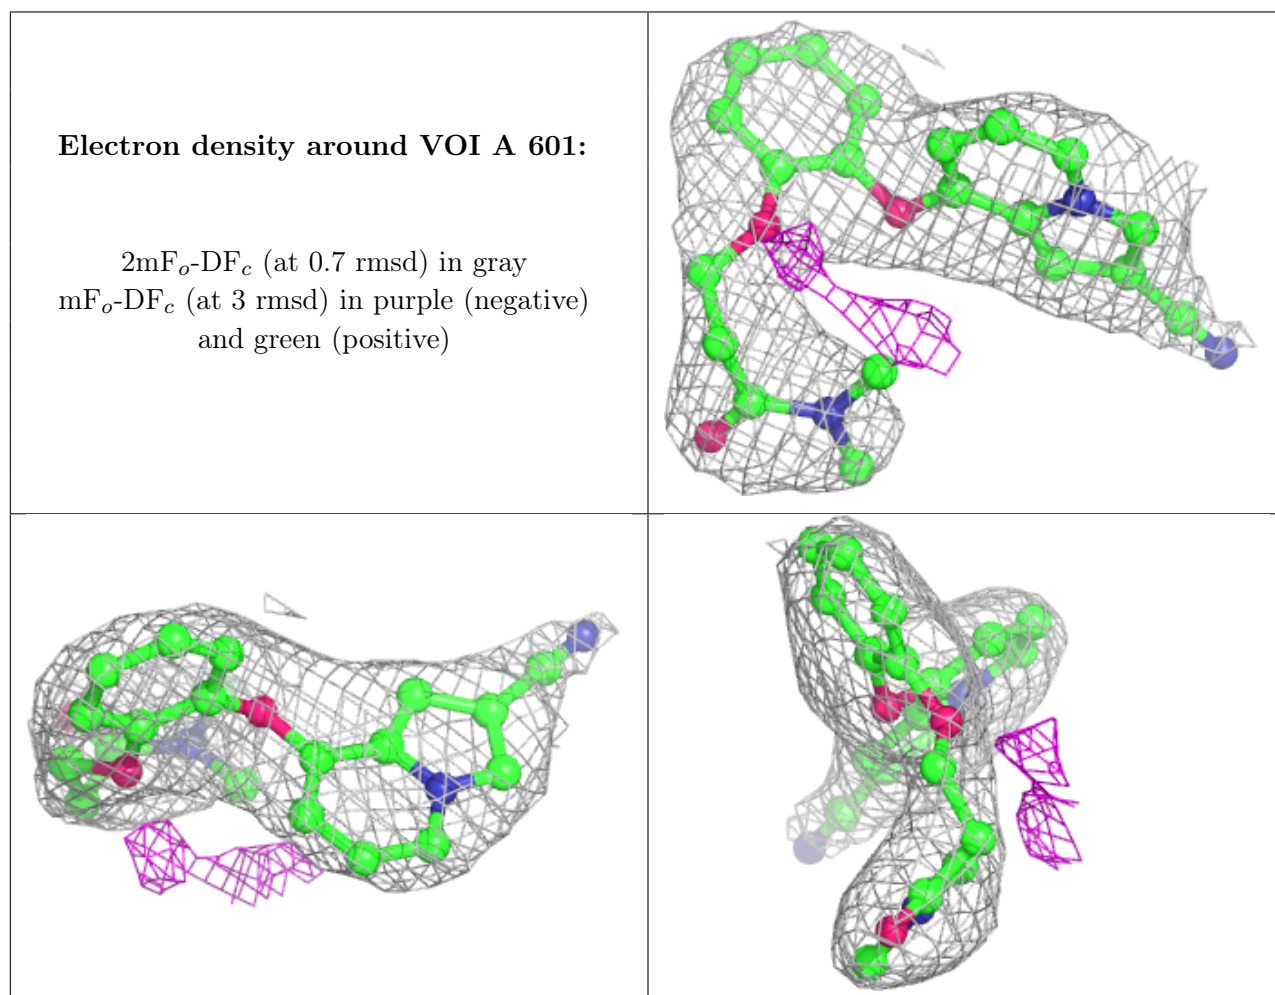 Electron density around VOI A 601:
2mFₒ-DF𝒸 (at 0.7 rmsd) in gray
mFₒ-DF𝒸 (at 3 rmsd) in purple (negative)
and green (positive)